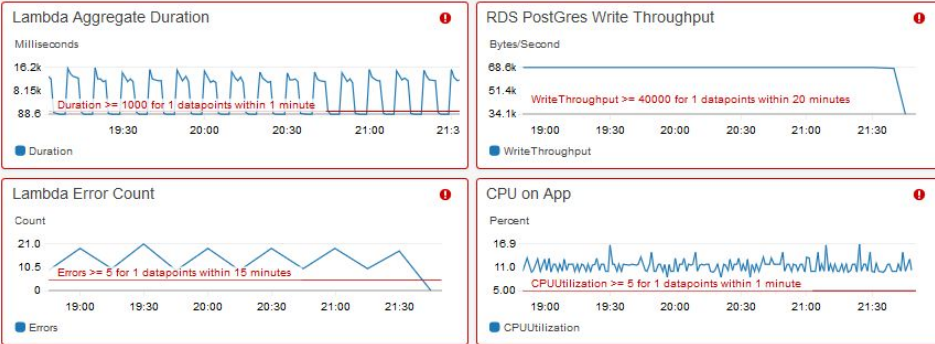 Lambda Aggregate Duration
Milliseconds
16.2k
8.15k
88.6
Duration >= 1000 for 1 datapoints within 1 minute
19:30 20:00 20:30 21:00 21:3
Duration
RDS PostGres Write Throughput
Bytes/Second
68.6k
51.4k
34.1k
WriteThroughput >= 40000 for 1 datapoints within 20 minutes
19:00 19:30 20:00 20:30 21:00 21:30
WriteThroughput
Lambda Error Count
Count
21.0
10.5
0
Errors >= 5 for 1 datapoints within 15 minutes
19:00 19:30 20:00 20:30 21:00 21:30
Errors
CPU on App
Percent
16.9
11.0
5.00
CPUUtilization >= 5 for 1 datapoints within 1 minute
19:00 19:30 20:00 20:30 21:00 21:30
CPUUtilization